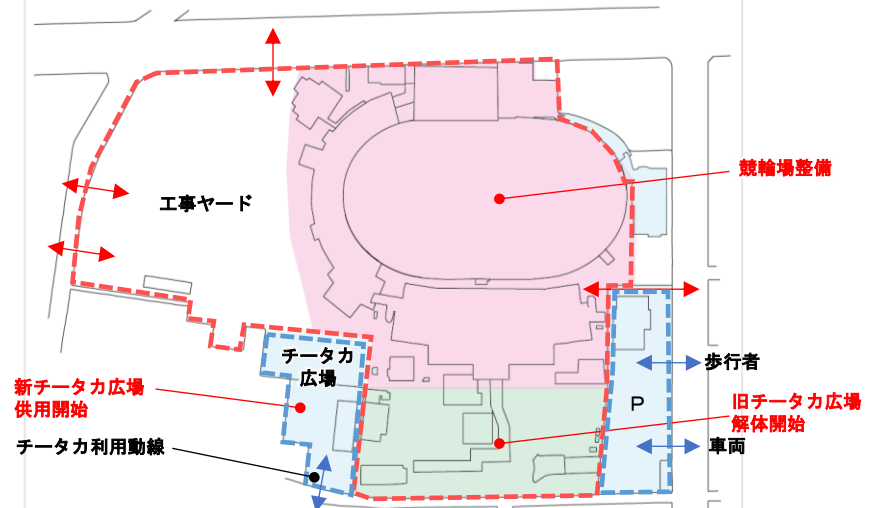 競輪場整備
工事ヤード
チータカ
広場
歩行者
新チータカ広場
供用開始
P
旧チータカ広場
解体開始
チータカ利用動線
車両